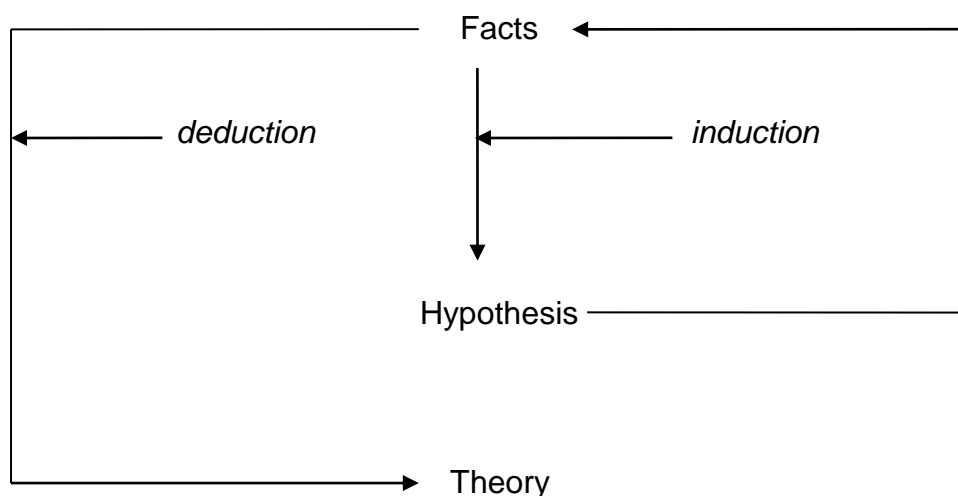 Facts
deduction
induction
Hypothesis
Theory